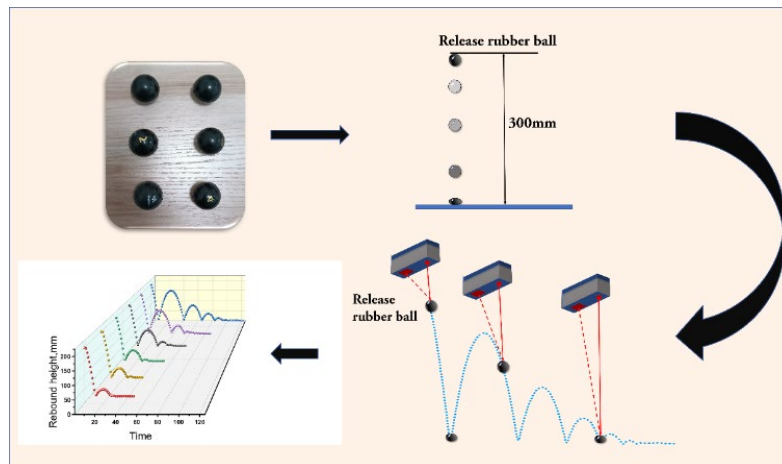 Release rubber ball
300mm
Release
rubber ball
Rebound height,mm
200
150
100
50
0
20 40 60 80 100 120
Time